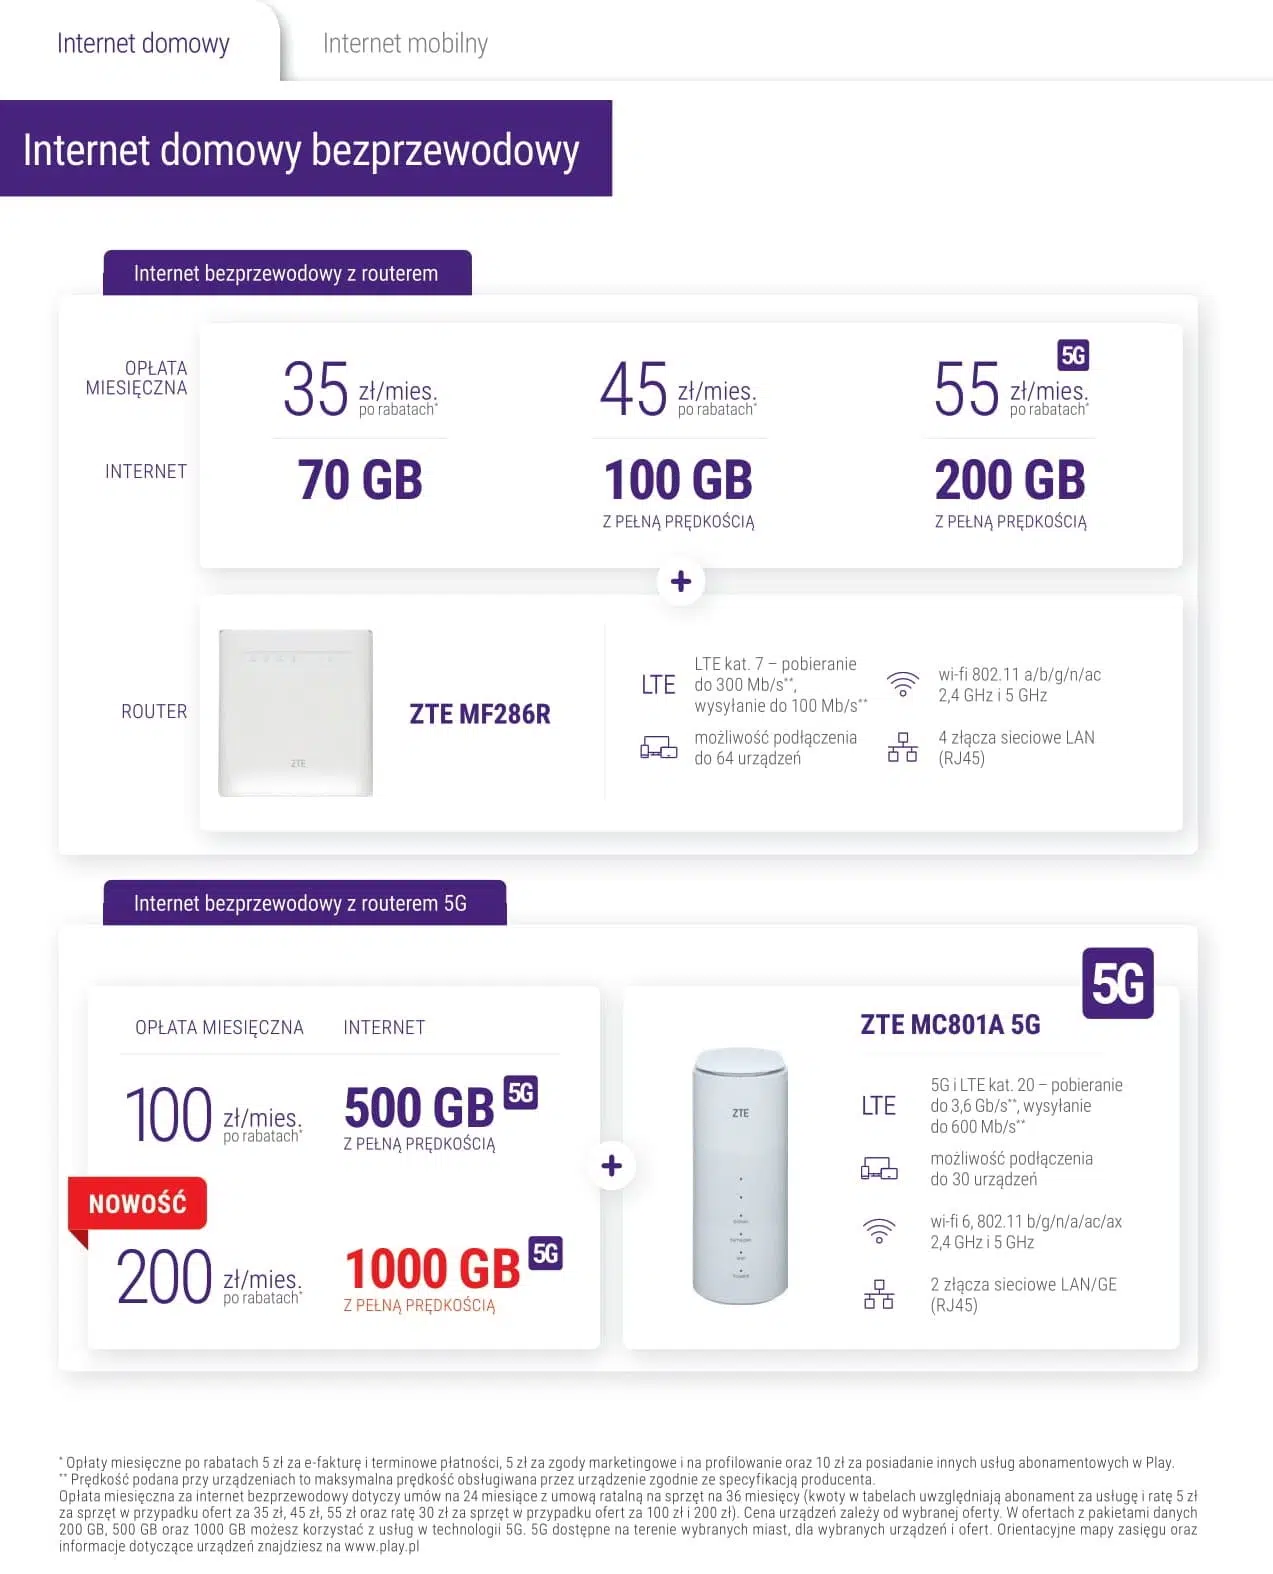 Internet domowy
Internet mobilny
Internet domowy bezprzewodowy
Internet bezprzewodowy z routerem
OPŁATA
MIESIĘCZNA
35 zł/mies.
po rabatach*
45 zł/mies.
po rabatach*
5G
55 zł/mies.
po rabatach*
INTERNET
70 GB
100 GB
Z PEŁNĄ PRĘDKOŚCIĄ
200 GB
Z PEŁNĄ PRĘDKOŚCIĄ
+
ROUTER
ZTE
ZTE MF286R
LTE
LTE kat. 7 – pobieranie
do 300 Mb/s**,
wysyłanie do 100 Mb/s**
wi-fi 802.11 a/b/g/n/ac
2,4 GHz i 5 GHz
możliwość podłączenia
do 64 urządzeń
4 złącza sieciowe LAN
(RJ45)
Internet bezprzewodowy z routerem 5G
5G
OPŁATA MIESIĘCZNA
INTERNET
100 zł/mies.
po rabatach*
500 GB 5G
Z PEŁNĄ PRĘDKOŚCIĄ
NOWOŚĆ
200 zł/mies.
po rabatach*
1000 GB 5G
Z PEŁNĄ PRĘDKOŚCIĄ
+
ZTE
ZTE MC801A 5G
LTE
5G i LTE kat. 20 – pobieranie
do 3,6 Gb/s**, wysyłanie
do 600 Mb/s**
możliwość podłączenia
do 30 urządzeń
wi-fi 6, 802.11 b/g/n/a/ac/ax
2,4 GHz i 5 GHz
2 złącza sieciowe LAN/GE
(RJ45)
* Opłaty miesięczne po rabatach 5 zł za e-fakturę i terminowe płatności, 5 zł za zgody marketingowe i na profilowanie oraz 10 zł za posiadanie innych usług abonamentowych w Play.
** Prędkość podana przy urządzeniach to maksymalna prędkość obsługiwana przez urządzenie zgodnie ze specyfikacją producenta.
Opłata miesięczna za internet bezprzewodowy dotyczy umów na 24 miesiące z umową ratalną na sprzęt na 36 miesięcy (kwoty w tabelach uwzględniają abonament za usługę i ratę 5 zł
za sprzęt w przypadku ofert za 35 zł, 45 zł, 55 zł oraz ratę 30 zł za sprzęt w przypadku ofert za 100 zł i 200 zł). Cena urządzeń zależy od wybranej oferty. W ofertach z pakietami danych
200 GB, 500 GB oraz 1000 GB możesz korzystać z usług w technologii 5G. 5G dostępne na terenie wybranych miast, dla wybranych urządzeń i ofert. Orientacyjne mapy zasięgu oraz
informacje dotyczące urządzeń znajdziesz na www.play.pl